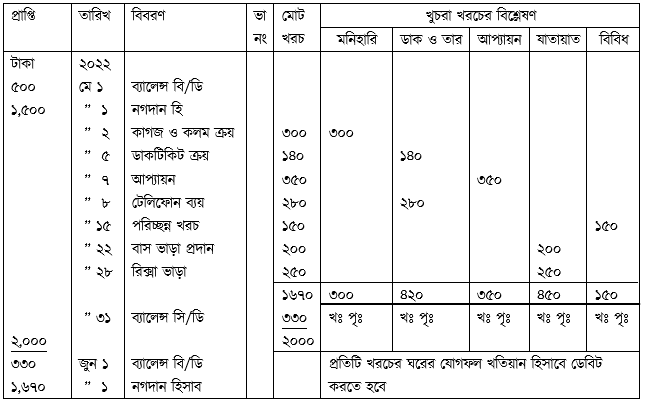 প্রাপ্তি তারিখ বিবরণ ভা নং মোট খরচ খুচরা খরচের বিশ্লেষণ
মনিহারি ডাক ও তার আপ্যায়ন যাতায়াত বিবিধ
টাকা ২০২২
৫০০ মে ১ ব্যালেন্স বি/ডি
১,৫০০ ” ১ নগদান হি
” ২ কাগজ ও কলম ক্রয় ৩০০ ৩০০
” ৫ ডাকটিকিট ক্রয় ১৪০ ১৪০
” ৭ আপ্যায়ন ৩৫০ ৩৫০
” ৮ টেলিফোন ব্যয় ২৮০ ২৮০
” ১৫ পরিচ্ছন্ন খরচ ১৫০ ১৫০
” ২২ বাস ভাড়া প্রদান ২০০ ২০০
” ২৮ রিক্সা ভাড়া ২৫০ ২৫০
১৬৭০ ৩০০ ৪২০ ৩৫০ ৪৫০ ১৫০
” ৩১ ব্যালেন্স সি/ডি ৩৩০ খঃ পৃঃ খঃ পৃঃ খঃ পৃঃ খঃ পৃঃ খঃ পৃঃ
২,০০০ ২০০০
৩৩০ জুন ১ ব্যালেন্স বি/ডি প্রতিটি খরচের ঘরের যোগফল খতিয়ান হিসাবে ডেবিট
১,৬৭০ ” ১ নগদান হিসাব করতে হবে